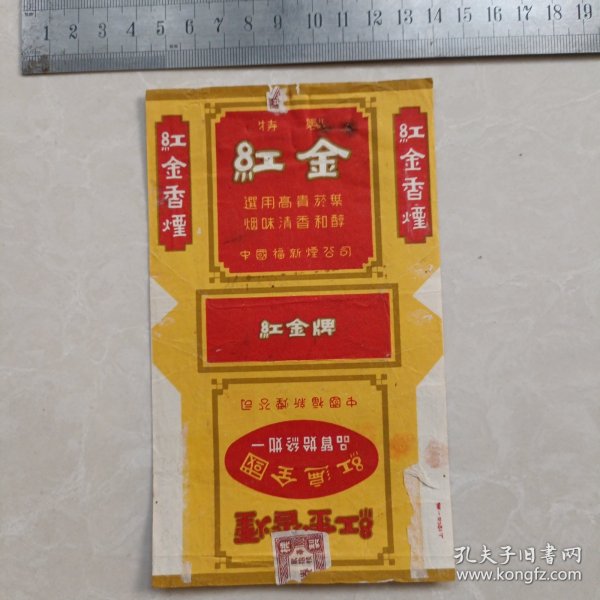 1 2 3 4 5 6 7 8 9 10 11 12 13 14 15 16 17 18 19
特製
紅金
選用高貴菸葉
烟味清香和醇
中國福新煙公司
紅金香煙
紅金香煙
紅金牌
中國福新煙公司
品質始終如一
紅遍全國
紅金香煙
孔夫子旧书网
www.kongfz.com